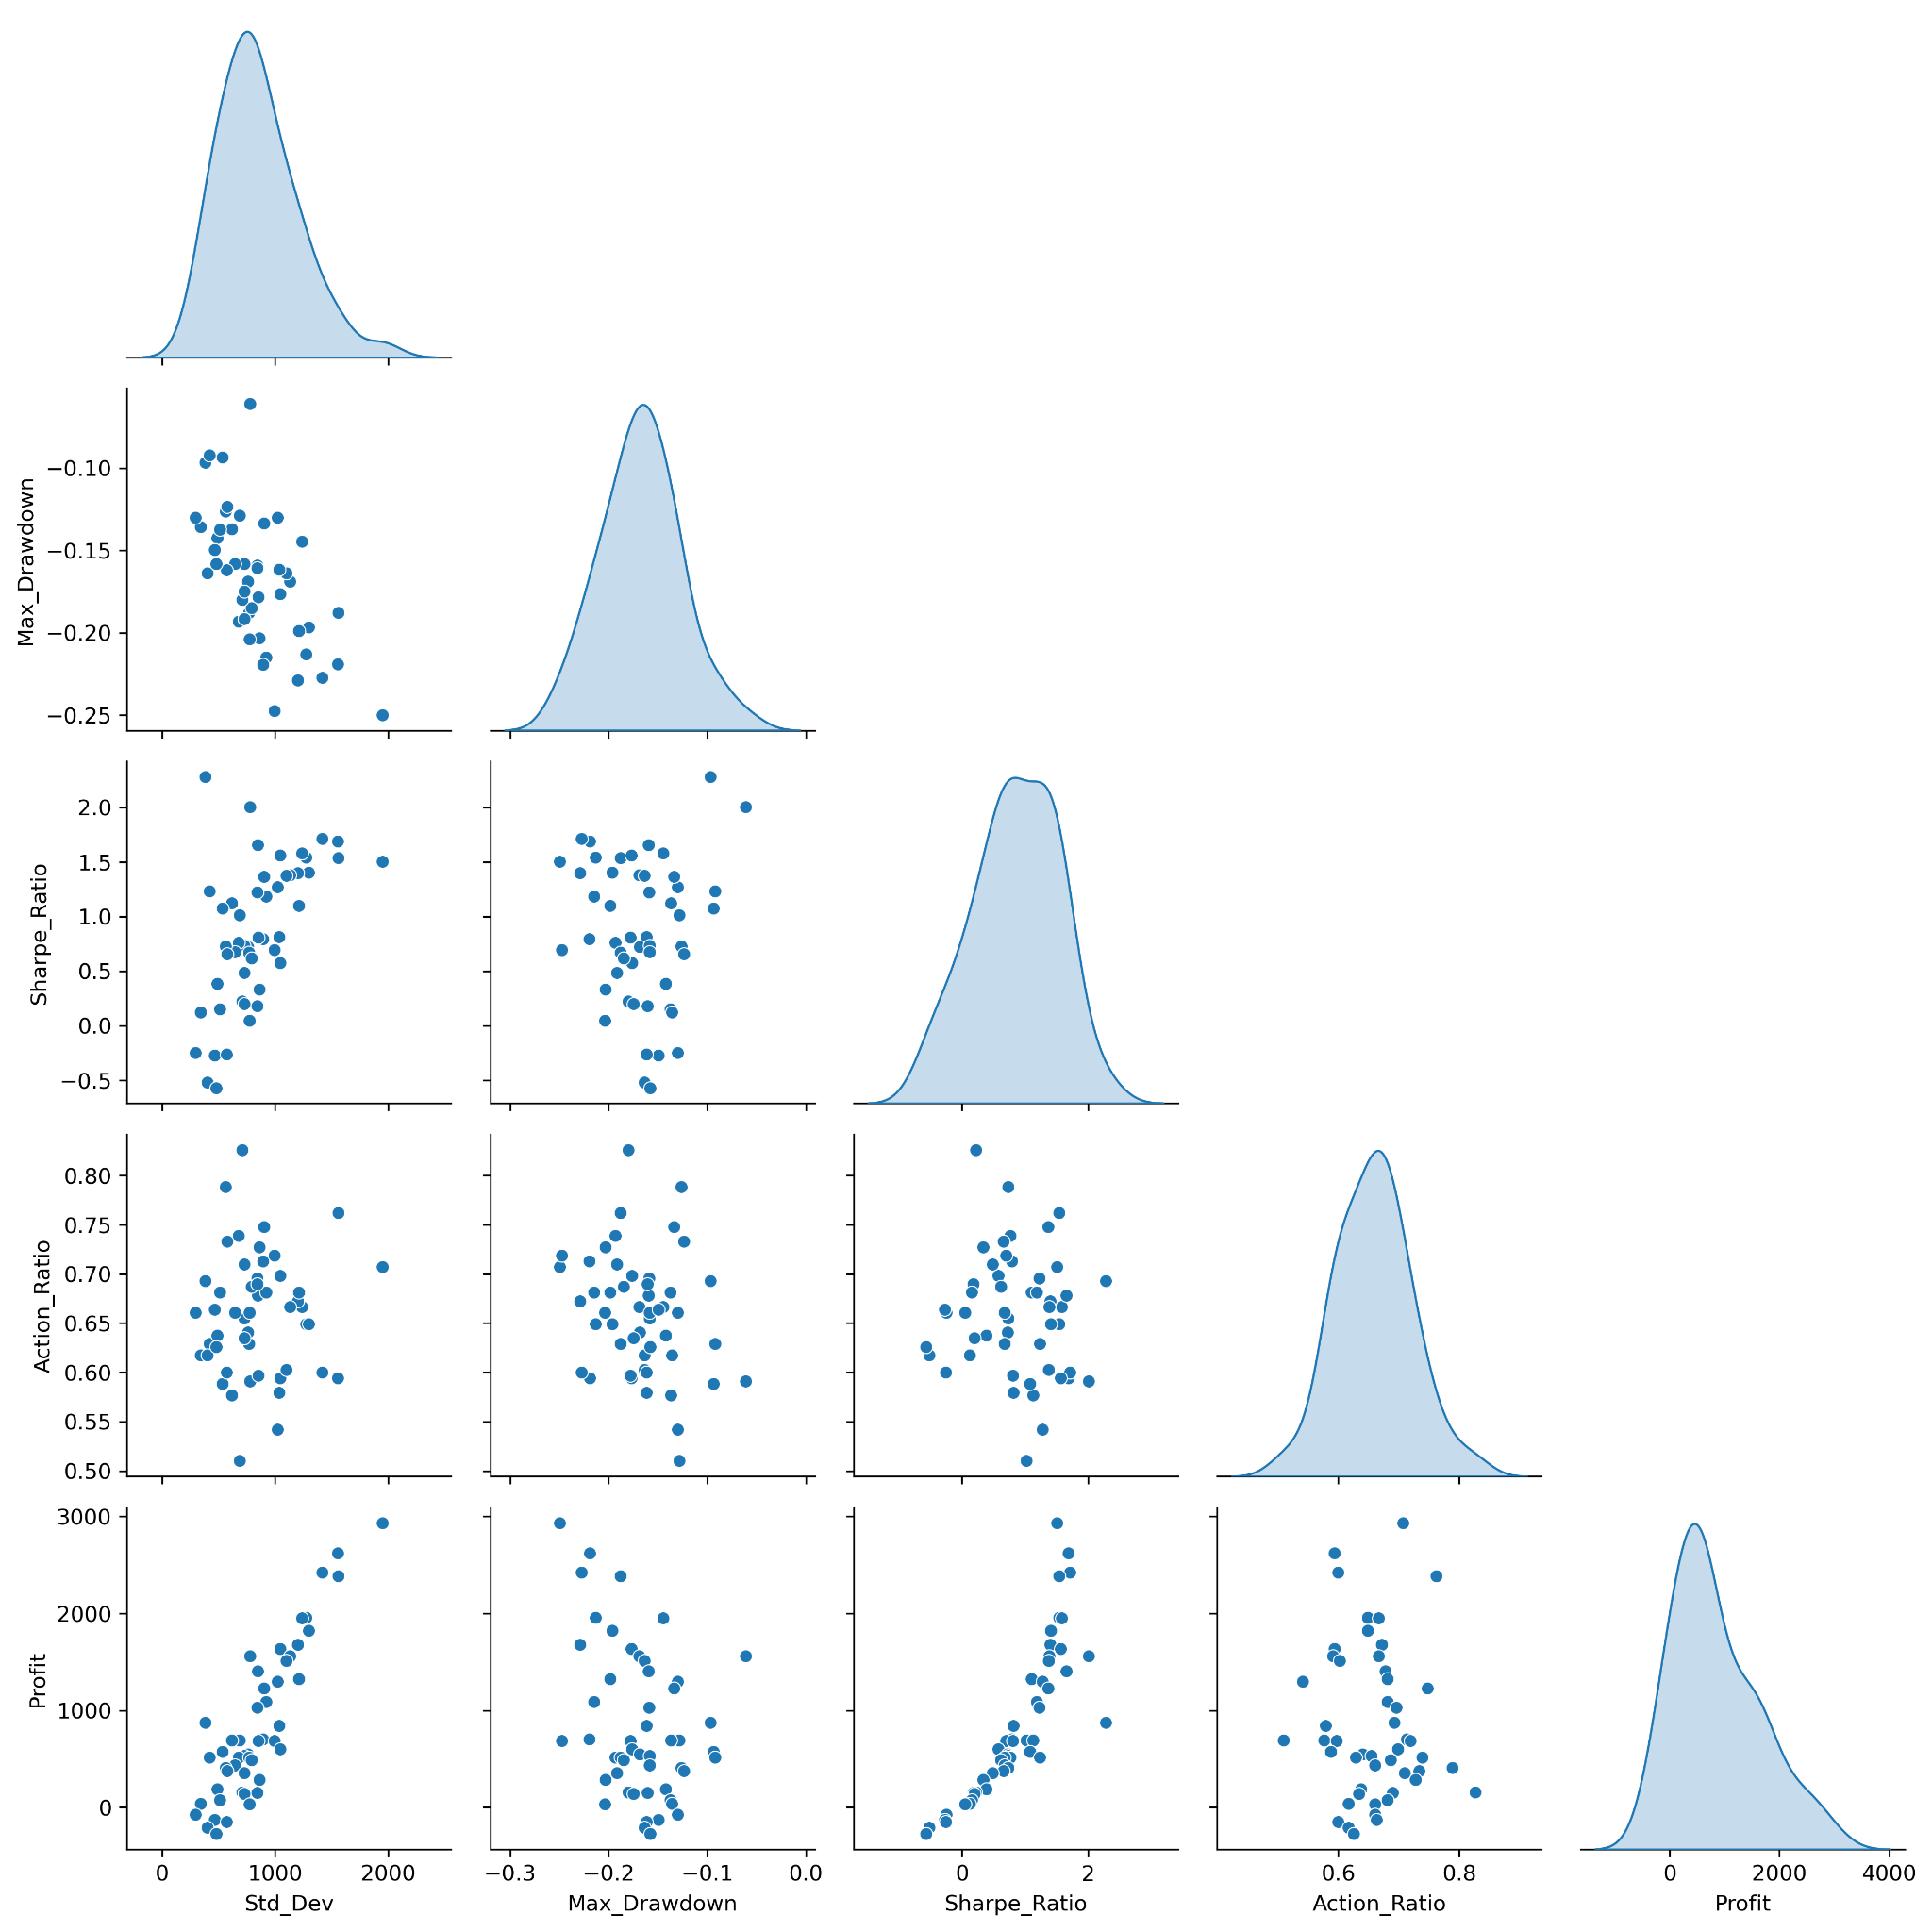 −0.10
−0.15
−0.20
−0.25
Max_Drawdown
2.0
1.5
1.0
0.5
0.0
−0.5
Sharpe_Ratio
0.80
0.75
0.70
0.65
0.60
0.55
0.50
Action_Ratio
3000
2000
1000
0
Profit
0 1000 2000
−0.3 −0.2 −0.1 0.0
0 2
0.6 0.8
0 2000 4000
Std_Dev
Max_Drawdown
Sharpe_Ratio
Action_Ratio
Profit